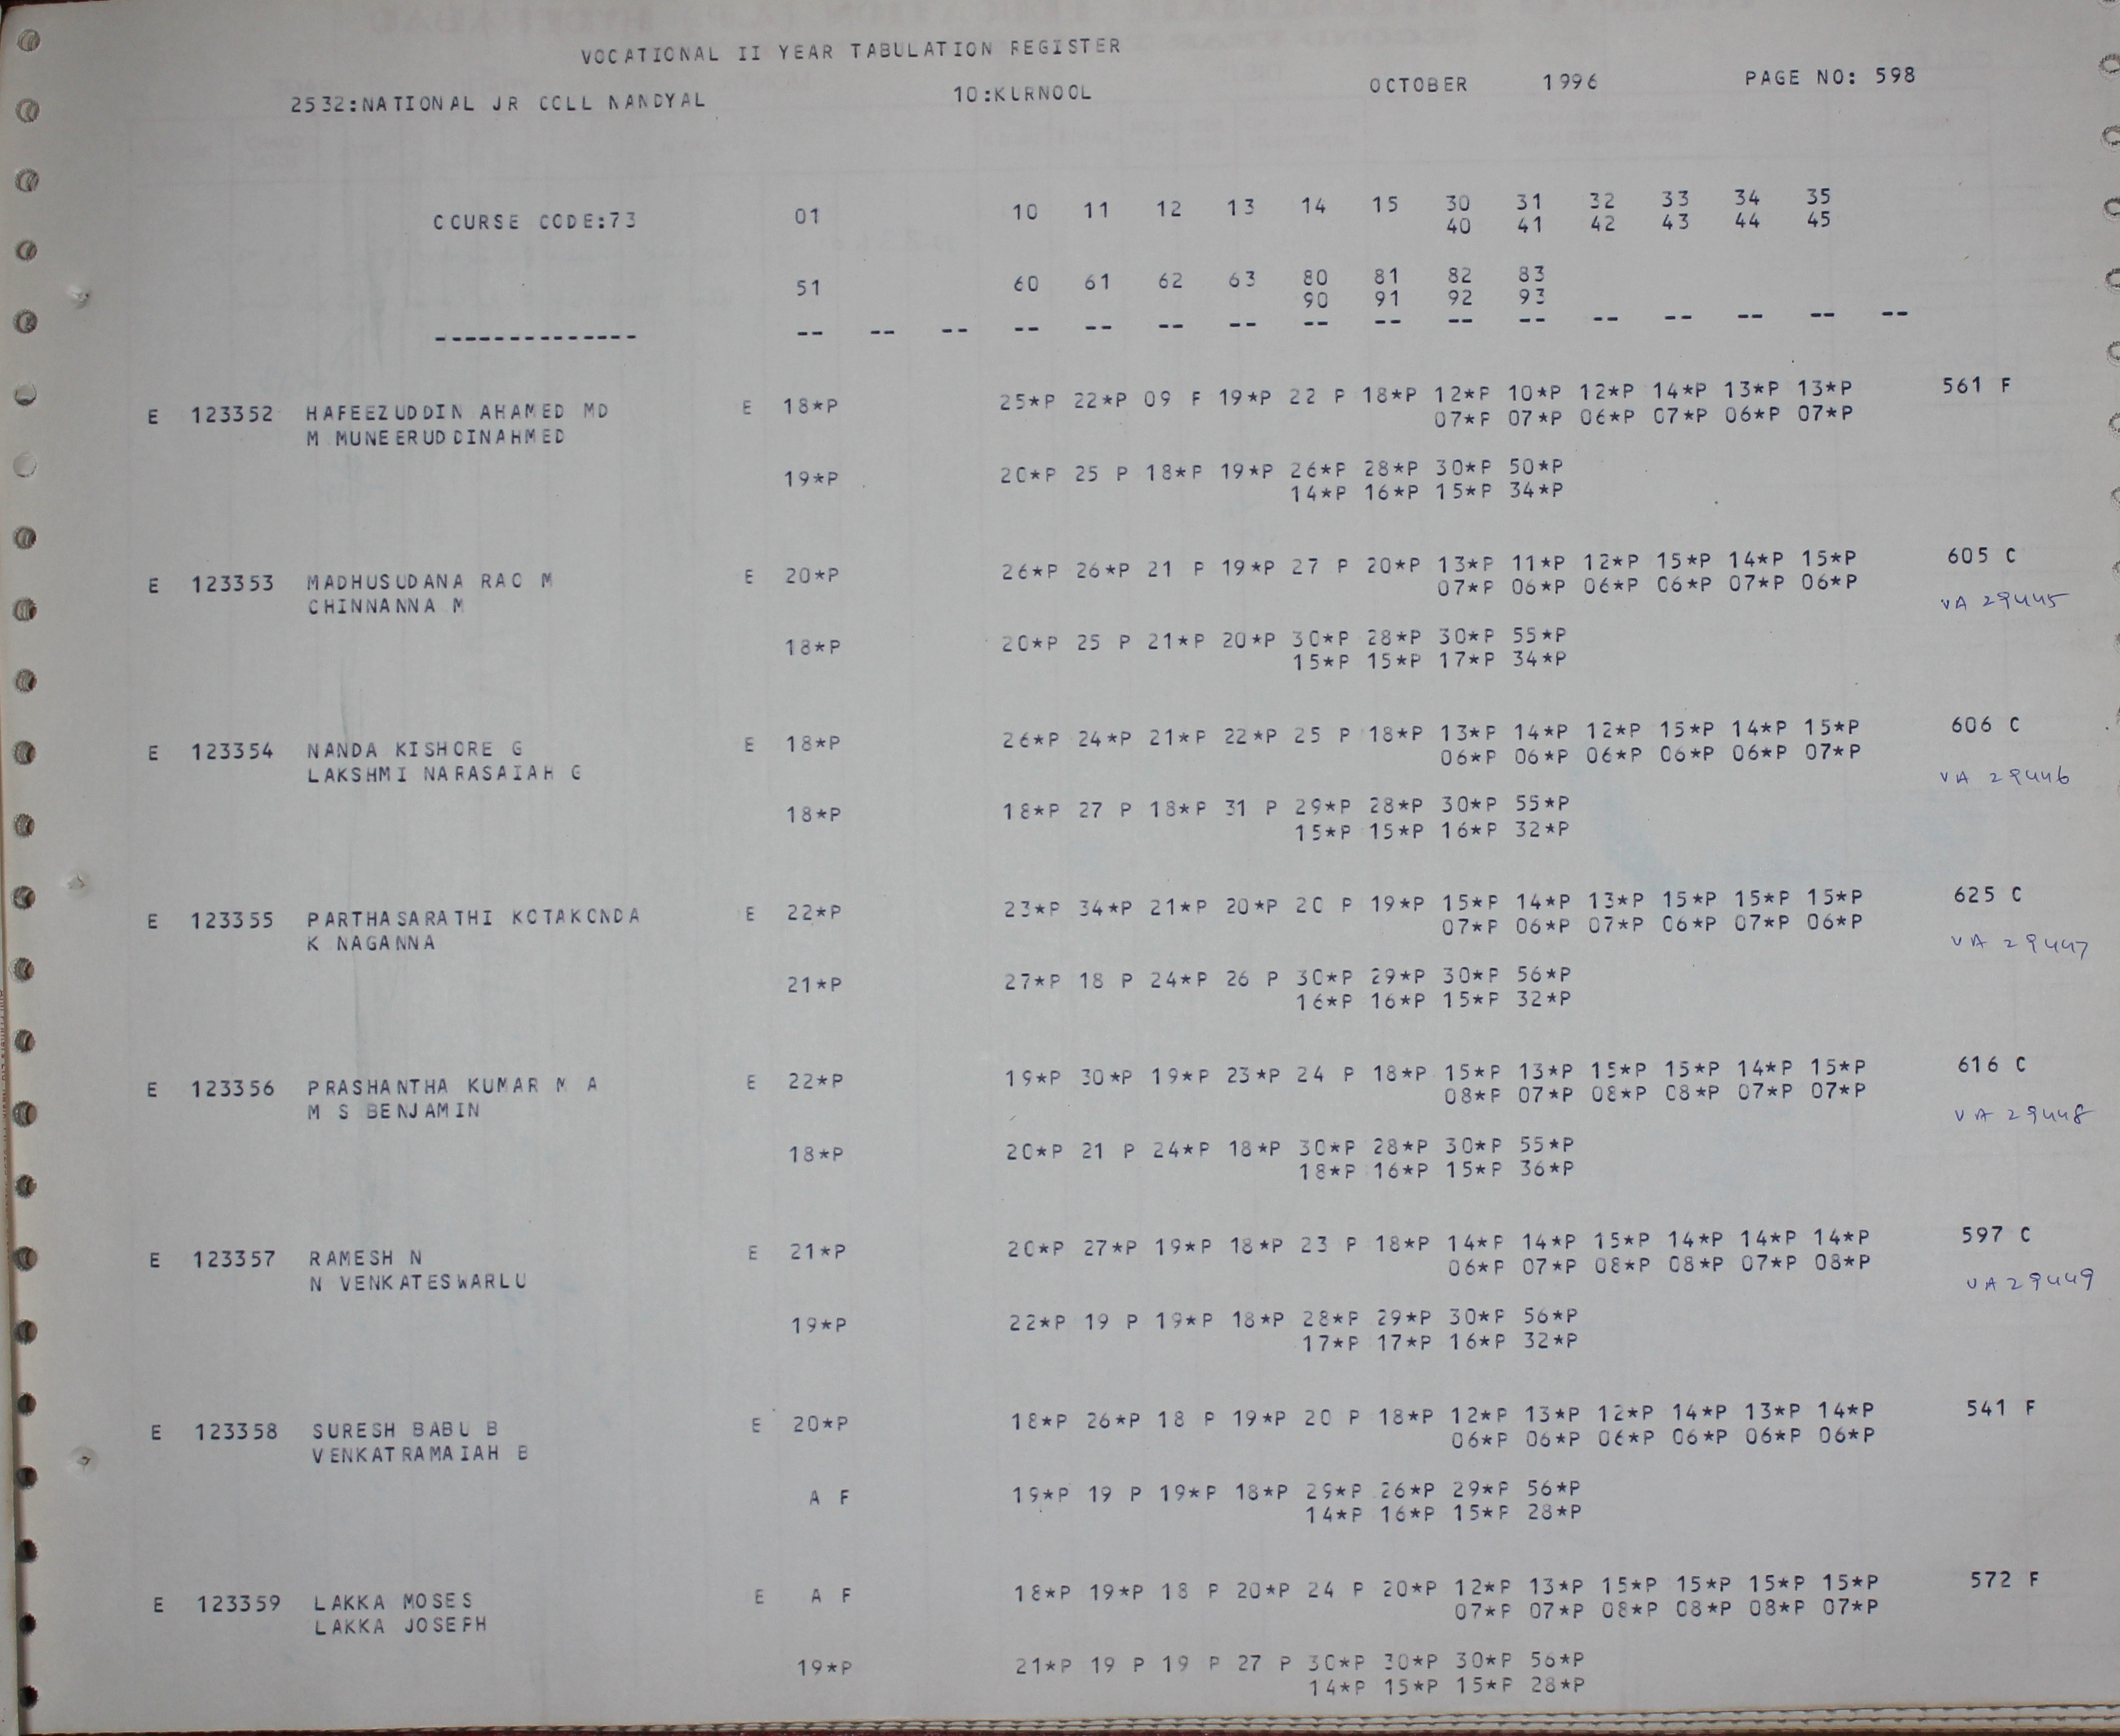 VOCATIONAL II YEAR TABULATION REGISTER
2532:NATIONAL JR COLL NANDYAL 10:KURNOOL OCTOBER 1996 PAGE NO: 598
COURSE CODE:73 01 10 11 12 13 14 15 30 31 32 33 34 35
40 41 42 43 44 45
51 60 61 62 63 80 81 82 83
90 91 92 93
-------------- -- -- -- -- -- -- -- -- -- -- -- -- -- -- -- --
E 123352 HAFEEZUDDIN AHAMED MD E 18*P 25*P 22*P 09 F 19*P 22 P 18*P 12*P 10*P 12*P 14*P 13*P 13*P 561 F
M MUNEERUDDINAHMED 07*P 07*P 06*P 07*P 06*P 07*P
19*P 20*P 25 P 18*P 19*P 26*P 28*P 30*P 50*P
14*P 16*P 15*P 34*P
E 123353 MADHUSUDANA RAO M E 20*P 26*P 26*P 21 P 19*P 27 P 20*P 13*P 11*P 12*P 15*P 14*P 15*P 605 C
CHINNANNA M 07*P 06*P 06*P 06*P 07*P 06*P VA 29445
18*P 20*P 25 P 21*P 20*P 30*P 28*P 30*P 55*P
15*P 15*P 17*P 34*P
E 123354 NANDA KISHORE G E 18*P 26*P 24*P 21*P 22*P 25 P 18*P 13*P 14*P 12*P 15*P 14*P 15*P 606 C
LAKSHMI NARASAIAH G 06*P 06*P 06*P 06*P 06*P 07*P VA 29446
18*P 18*P 27 P 18*P 31 P 29*P 28*P 30*P 55*P
15*P 15*P 16*P 32*P
E 123355 PARTHASARATHI KOTAKONDA E 22*P 23*P 34*P 21*P 20*P 20 P 19*P 15*P 14*P 13*P 15*P 15*P 15*P 625 C
K NAGANNA 07*P 06*P 07*P 06*P 07*P 06*P VA 29447
21*P 27*P 18 P 24*P 26 P 30*P 29*P 30*P 56*P
16*P 16*P 15*P 32*P
E 123356 PRASHANTHA KUMAR M A E 22*P 19*P 30*P 19*P 23*P 24 P 18*P 15*P 13*P 15*P 15*P 14*P 15*P 616 C
M S BENJAMIN 08*P 07*P 08*P 08*P 07*P 07*P VA 29448
18*P 20*P 21 P 24*P 18*P 30*P 28*P 30*P 55*P
18*P 16*P 15*P 36*P
E 123357 RAMESH N E 21*P 20*P 27*P 19*P 18*P 23 P 18*P 14*P 14*P 15*P 14*P 14*P 14*P 597 C
N VENKATESWARLU 06*P 07*P 08*P 08*P 07*P 08*P VA 29449
19*P 22*P 19 P 19*P 18*P 28*P 29*P 30*P 56*P
17*P 17*P 16*P 32*P
E 123358 SURESH BABU B E 20*P 18*P 26*P 18 P 19*P 20 P 18*P 12*P 13*P 12*P 14*P 13*P 14*P 541 F
VENKATRAMAIAH B 06*P 06*P 06*P 06*P 06*P 06*P
A F 19*P 19 P 19*P 18*P 29*P 26*P 29*P 56*P
14*P 16*P 15*P 28*P
E 123359 LAKKA MOSES E A F 18*P 19*P 18 P 20*P 24 P 20*P 12*P 13*P 15*P 15*P 15*P 15*P 572 F
LAKKA JOSEPH 07*P 07*P 08*P 08*P 08*P 07*P
19*P 21*P 19 P 19 P 27 P 30*P 30*P 30*P 56*P
14*P 15*P 15*P 28*P